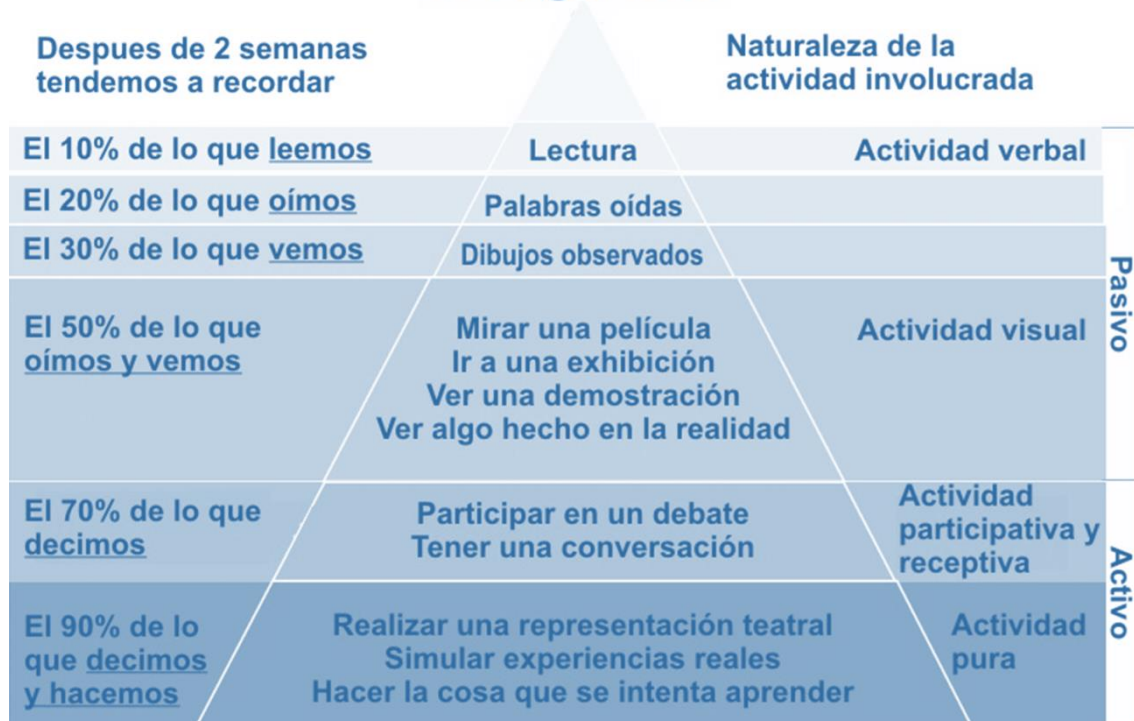 Despues de 2 semanas
tendemos a recordar
Naturaleza de la
actividad involucrada
El 10% de lo que leemos
Lectura
Actividad verbal
El 20% de lo que oímos
Palabras oídas
El 30% de lo que vemos
Dibujos observados
El 50% de lo que
oímos y vemos
Mirar una película
Ir a una exhibición
Ver una demostración
Ver algo hecho en la realidad
Actividad visual
Pasivo
El 70% de lo que
decimos
Participar en un debate
Tener una conversación
Actividad
participativa y
receptiva
El 90% de lo
que decimos
y hacemos
Realizar una representación teatral
Simular experiencias reales
Hacer la cosa que se intenta aprender
Actividad
pura
Activo